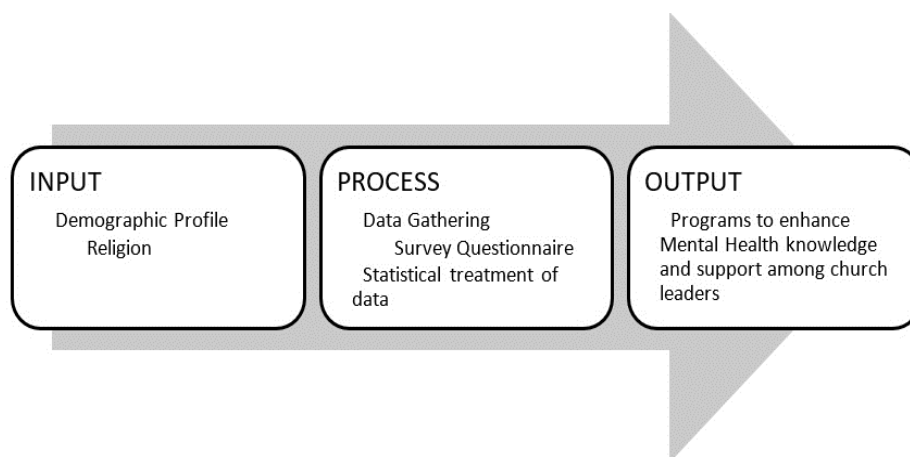 INPUT
Demographic Profile
Religion
PROCESS
Data Gathering
Survey Questionnaire
Statistical treatment of
data
OUTPUT
Programs to enhance
Mental Health knowledge
and support among church
leaders